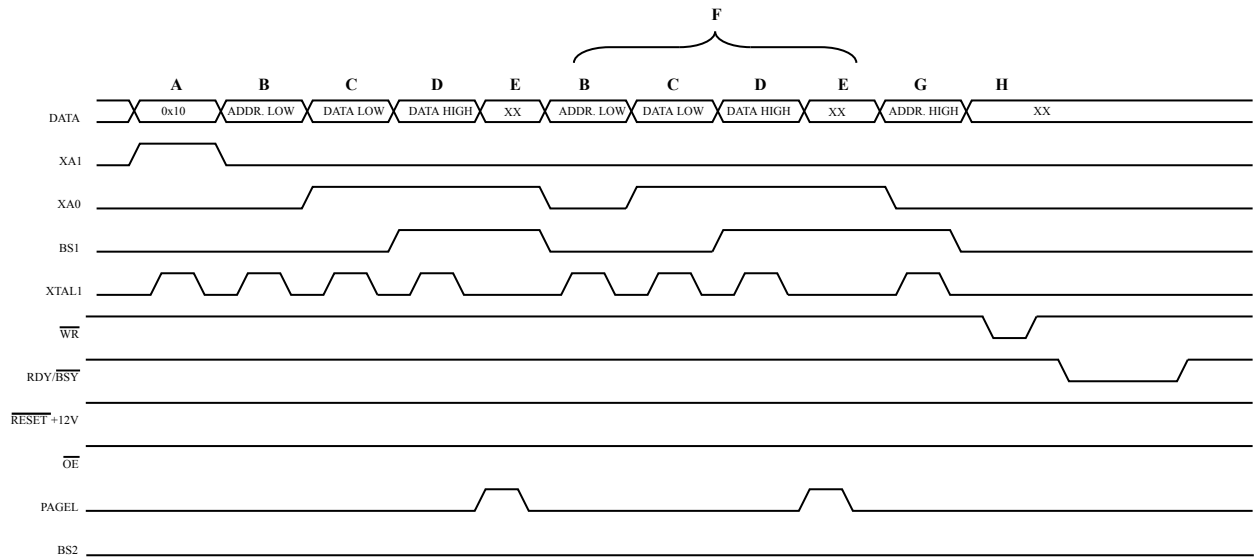 F
A B C D E B C D E G H
DATA 0x10 ADDR. LOW DATA LOW DATA HIGH XX ADDR. LOW DATA LOW DATA HIGH XX ADDR. HIGH XX
XA1
XA0
BS1
XTAL1
WR
RDY/BSY
RESET +12V
OE
PAGEL
BS2